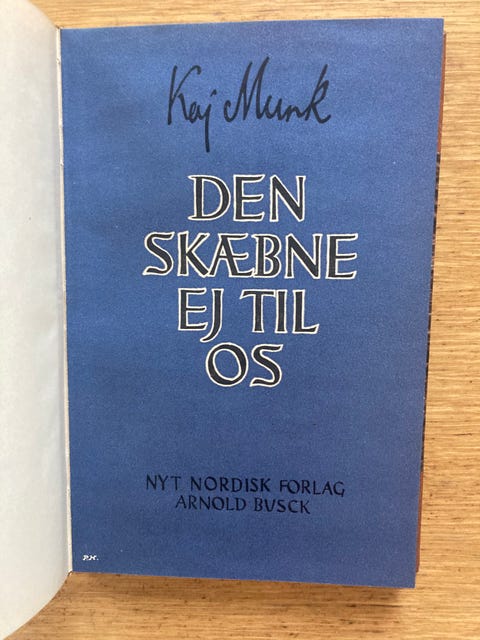 Kaj Munk
DEN
SKÆBNE
EJ TIL
OS
NYT NORDISK FORLAG
ARNOLD BUSCK
P.H.